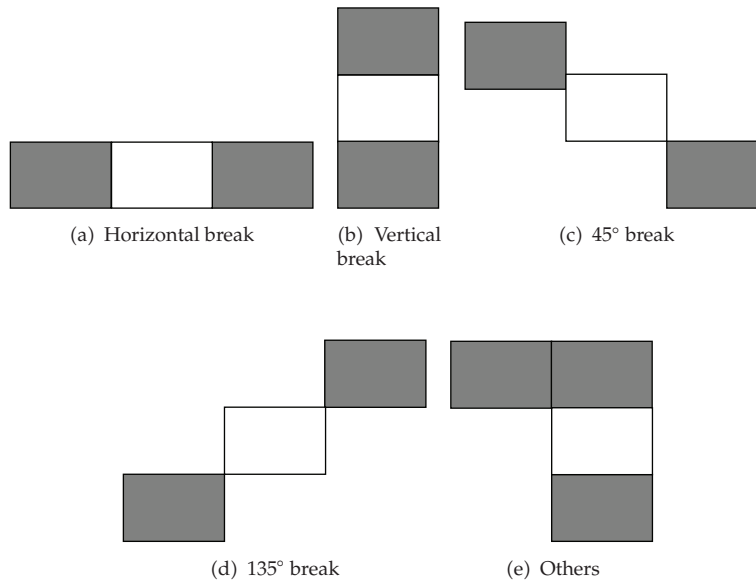 (a) Horizontal break
(b) Vertical
break
(c) 45° break
(d) 135° break
(e) Others